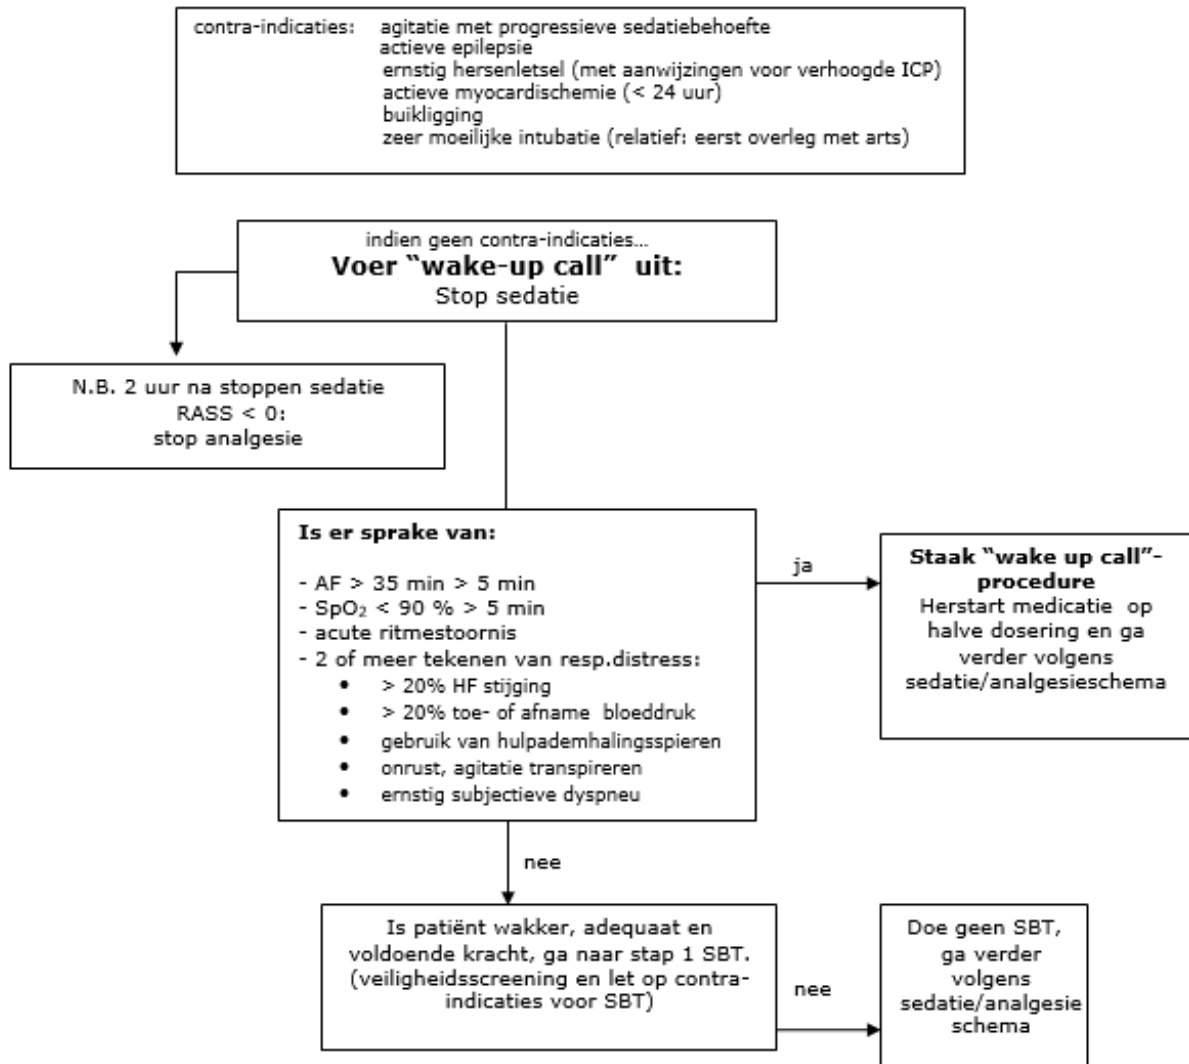 contra-indicaties: agitatie met progressieve sedatiebehoefte
actieve epilepsie
ernstig hersenletsel (met aanwijzingen voor verhoogde ICP)
actieve myocardischemie (< 24 uur)
buikligging
zeer moeilijke intubatie (relatief: eerst overleg met arts)
indien geen contra-indicaties…
Voer “wake-up call” uit:
Stop sedatie
N.B. 2 uur na stoppen sedatie
RASS < 0:
stop analgesie
Is er sprake van:
- AF > 35 min > 5 min
- SpO₂ < 90 % > 5 min
- acute ritmestoornis
- 2 of meer tekenen van resp.distress:
• > 20% HF stijging
• > 20% toe- of afname bloeddruk
• gebruik van hulpademhalingsspieren
• onrust, agitatie transpireren
• ernstig subjectieve dyspneu
ja
Staak “wake up call”-
procedure
Herstart medicatie op
halve dosering en ga
verder volgens
sedatie/analgesieschema
nee
Is patiënt wakker, adequaat en
voldoende kracht, ga naar stap 1 SBT.
(veiligheidsscreening en let op contra-
indicaties voor SBT)
nee
Doe geen SBT,
ga verder
volgens
sedatie/analgesie
schema